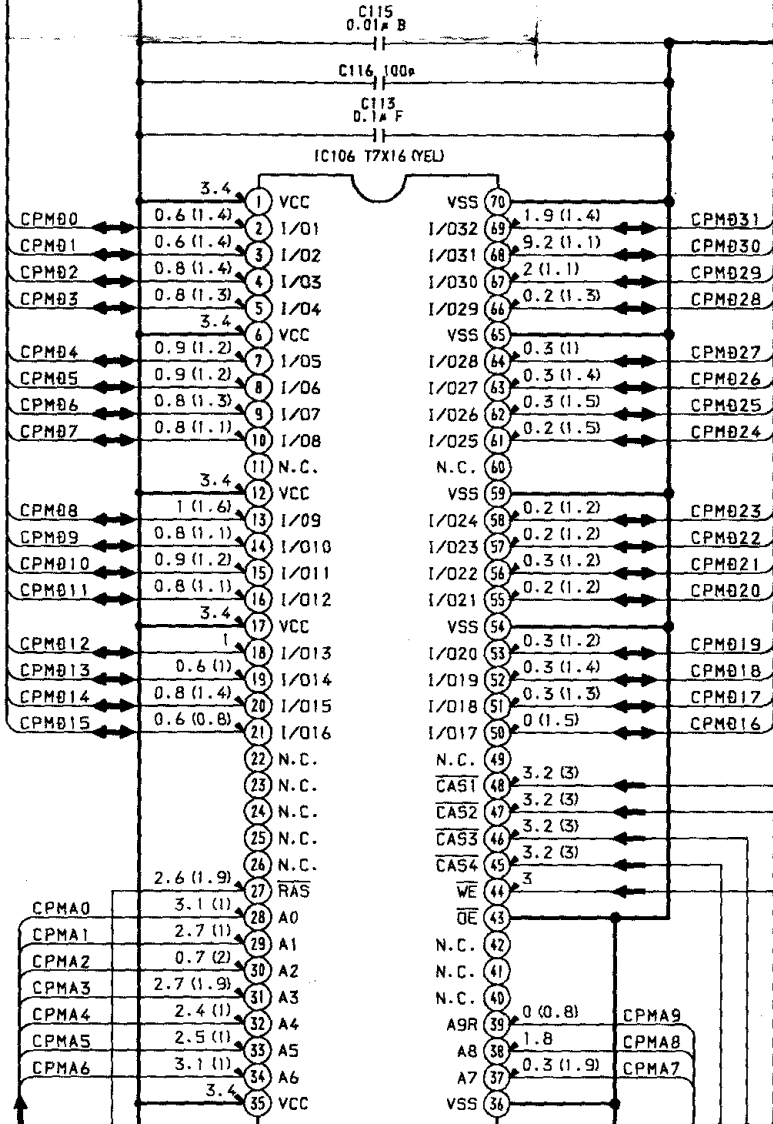 C115
0.01μ B
C116 100p
C113
0.1μ F
IC106 T7X16 (YEL)
3.4 1 VCC VSS 70
CPMD0 0.6 (1.4) 2 I/O1 I/O32 69 1.9 (1.4) CPMD31
CPMD1 0.6 (1.4) 3 I/O2 I/O31 68 9.2 (1.1) CPMD30
CPMD2 0.8 (1.4) 4 I/O3 I/O30 67 2 (1.1) CPMD29
CPMD3 0.8 (1.3) 5 I/O4 I/O29 66 0.2 (1.3) CPMD28
3.4 6 VCC VSS 65
CPMD4 0.9 (1.2) 7 I/O5 I/O28 64 0.3 (1) CPMD27
CPMD5 0.9 (1.2) 8 I/O6 I/O27 63 0.3 (1.4) CPMD26
CPMD6 0.8 (1.3) 9 I/O7 I/O26 62 0.3 (1.5) CPMD25
CPMD7 0.8 (1.1) 10 I/O8 I/O25 61 0.2 (1.5) CPMD24
11 N.C. N.C. 60
3.4 12 VCC VSS 59
CPMD8 1 (1.6) 13 I/O9 I/O24 58 0.2 (1.2) CPMD23
CPMD9 0.8 (1.1) 14 I/O10 I/O23 57 0.2 (1.2) CPMD22
CPMD10 0.9 (1.2) 15 I/O11 I/O22 56 0.3 (1.2) CPMD21
CPMD11 0.8 (1.1) 16 I/O12 I/O21 55 0.2 (1.2) CPMD20
3.4 17 VCC VSS 54
CPMD12 1 18 I/O13 I/O20 53 0.3 (1.2) CPMD19
CPMD13 0.6 (1) 19 I/O14 I/O19 52 0.3 (1.4) CPMD18
CPMD14 0.8 (1.4) 20 I/O15 I/O18 51 0.3 (1.3) CPMD17
CPMD15 0.6 (0.8) 21 I/O16 I/O17 50 0 (1.5) CPMD16
22 N.C. N.C. 49
23 N.C. CAS1 48 3.2 (3)
24 N.C. CAS2 47 3.2 (3)
25 N.C. CAS3 46 3.2 (3)
26 N.C. CAS4 45 3.2 (3)
2.6 (1.9) 27 RAS WE 44 3
CPMA0 3.1 (1) 28 A0 OE 43
CPMA1 2.7 (1) 29 A1 N.C. 42
CPMA2 0.7 (2) 30 A2 N.C. 41
CPMA3 2.7 (1.9) 31 A3 N.C. 40
CPMA4 2.4 (1) 32 A4 A9R 39 0 (0.8) CPMA9
CPMA5 2.5 (1) 33 A5 A8 38 1.8 CPMA8
CPMA6 3.1 (1) 34 A6 A7 37 0.3 (1.9) CPMA7
3.4 35 VCC VSS 36